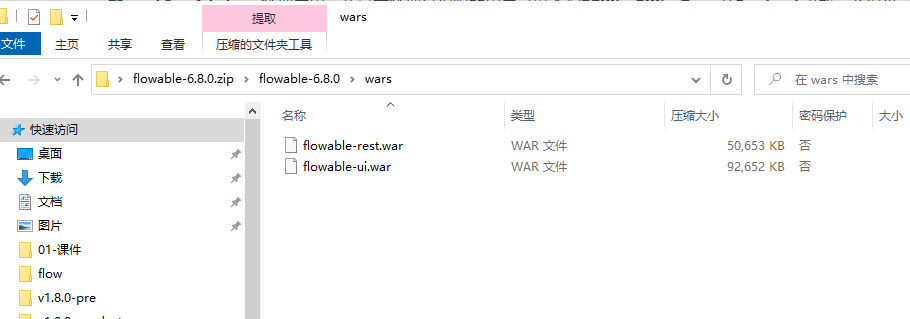 提取 wars
文件 主页 共享 查看 压缩的文件夹工具
flowable-6.8.0.zip flowable-6.8.0 wars 在 wars 中搜索
名称 类型 压缩大小 密码保护 大小
快速访问
flowable-rest.war WAR 文件 50,653 KB 否
桌面
flowable-ui.war WAR 文件 92,652 KB 否
下载
文档
图片
01-课件
flow
v1.8.0-pre